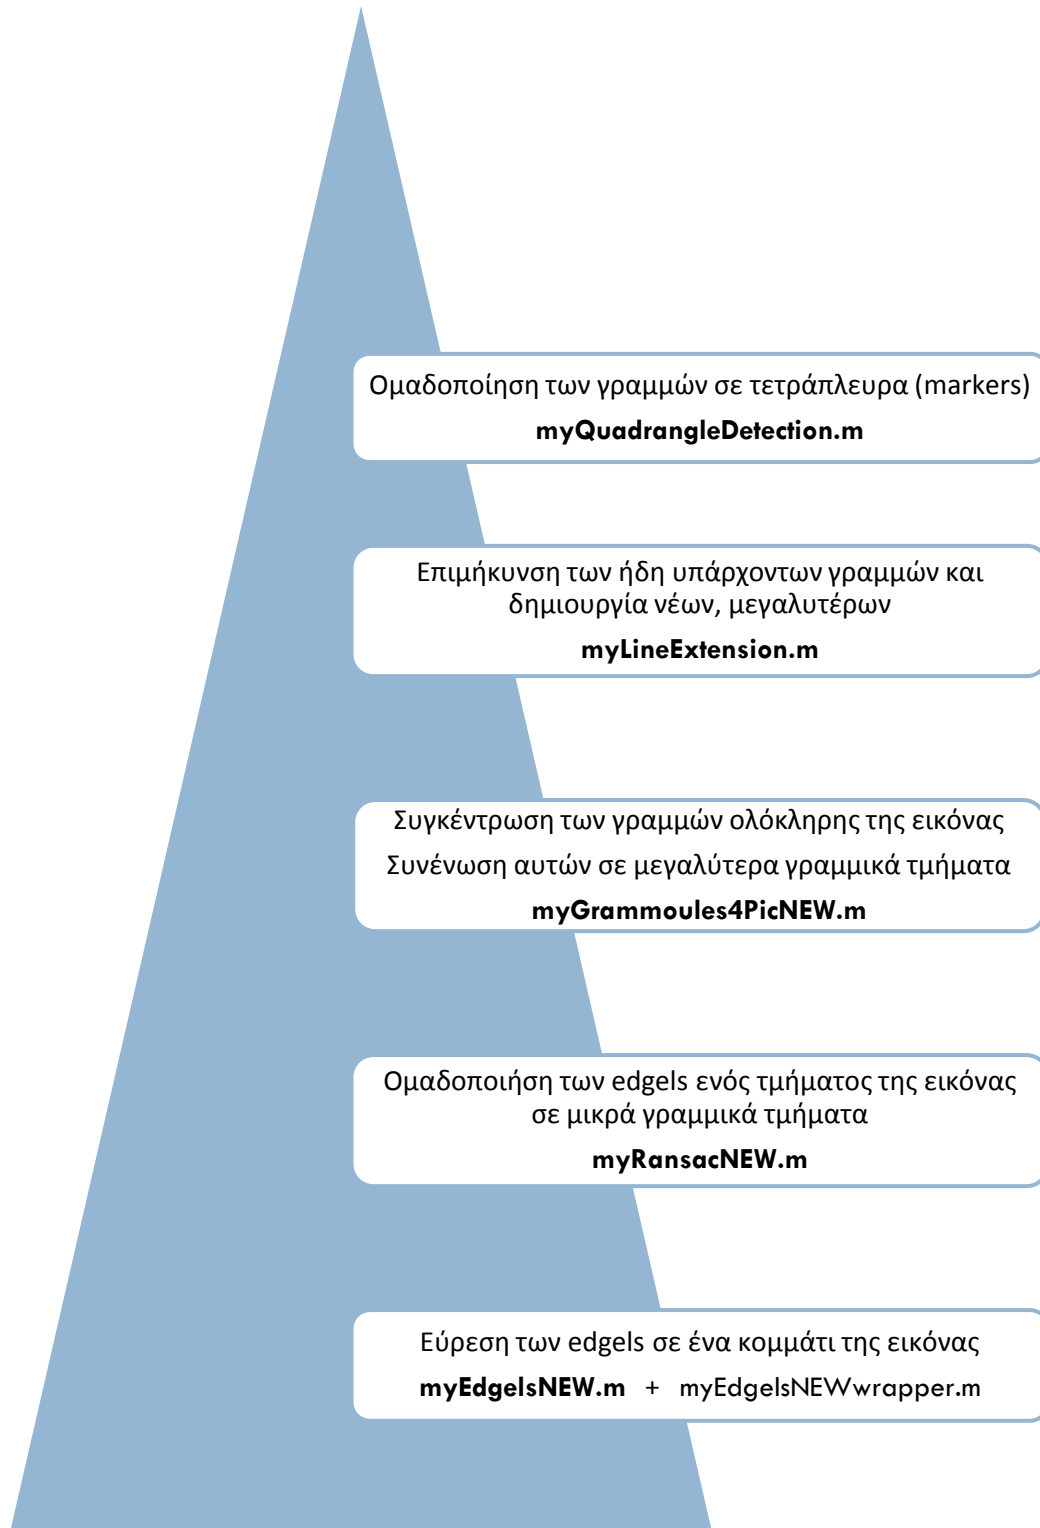 Ομαδοποίηση των γραμμών σε τετράπλευρα (markers)
myQuadrangleDetection.m
Επιμήκυνση των ήδη υπάρχοντων γραμμών και
δημιουργία νέων, μεγαλυτέρων
myLineExtension.m
Συγκέντρωση των γραμμών ολόκληρης της εικόνας
Συνένωση αυτών σε μεγαλύτερα γραμμικά τμήματα
myGrammoules4PicNEW.m
Ομαδοποιήση των edgels ενός τμήματος της εικόνας
σε μικρά γραμμικά τμήματα
myRansacNEW.m
Εύρεση των edgels σε ένα κομμάτι της εικόνας
myEdgelsNEW.m + myEdgelsNEWwrapper.m